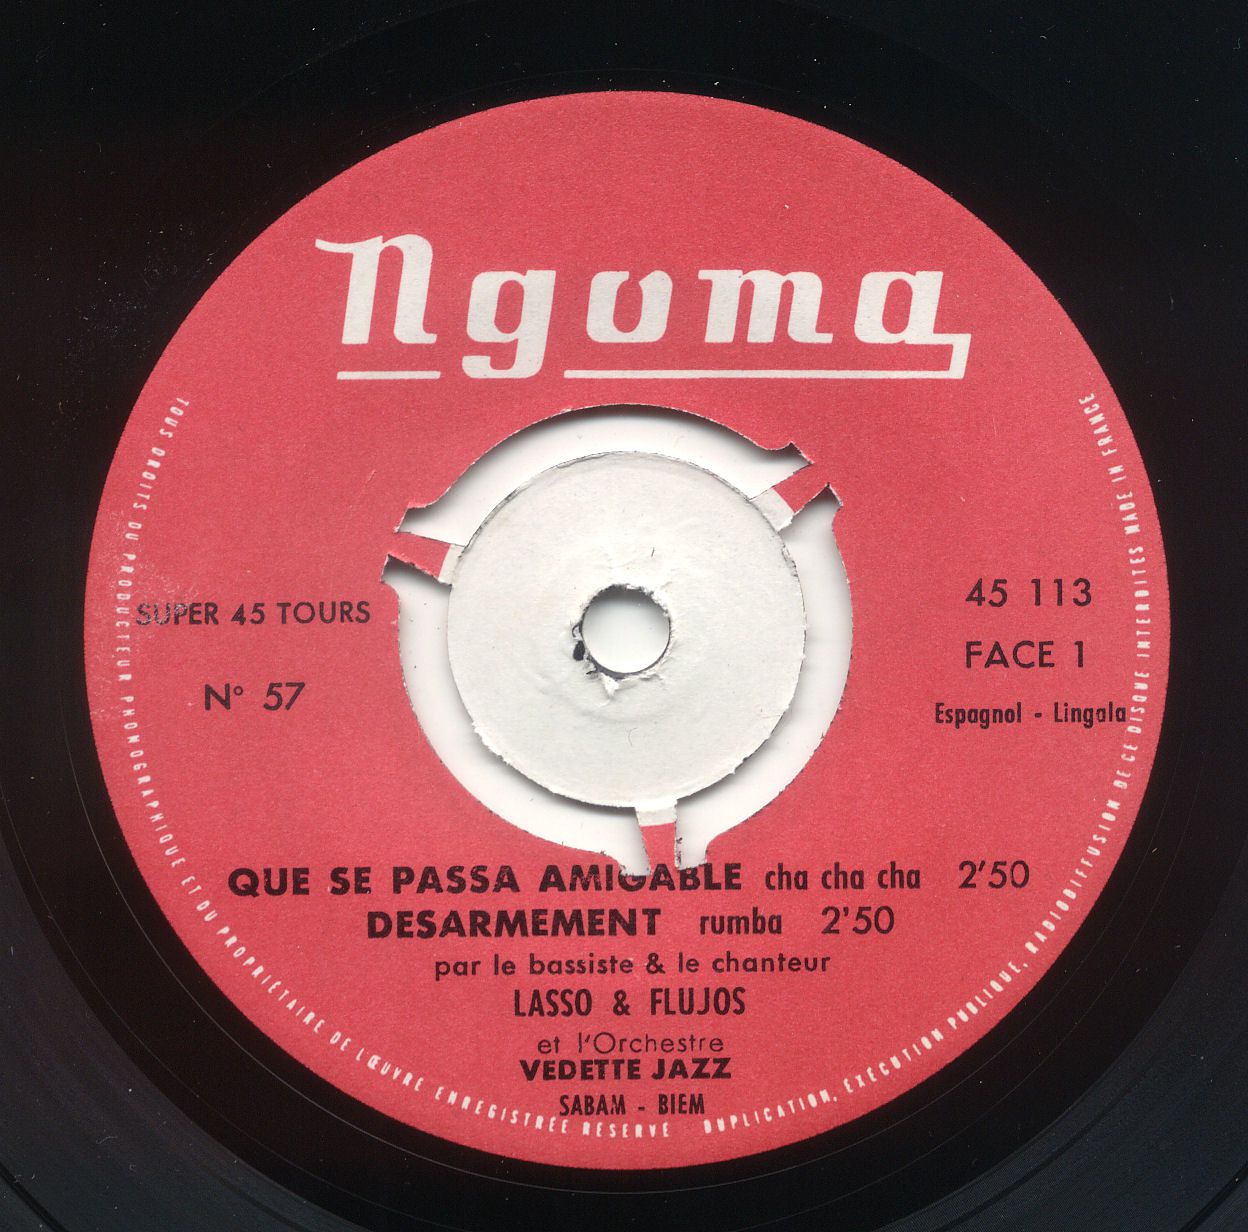 Ngoma
SUPER 45 TOURS
N° 57
45 113
FACE 1
Espagnol - Lingala
QUE SE PASSA AMIGABLE cha cha cha 2'50
DESARMEMENT rumba 2'50
par le bassiste & le chanteur
LASSO & FLUJOS
et l'Orchestre
VEDETTE JAZZ
SABAM - BIEM
TOUS DROITS DU PRODUCTEUR PHONOGRAPHIQUE ET DU PROPRIÉTAIRE DE L'ŒUVRE ENREGISTRÉE RÉSERVÉ DUPLICATION, EXÉCUTION PUBLIQUE, RADIODIFFUSION DE CE DISQUE INTERDITES MADE IN FRANCE